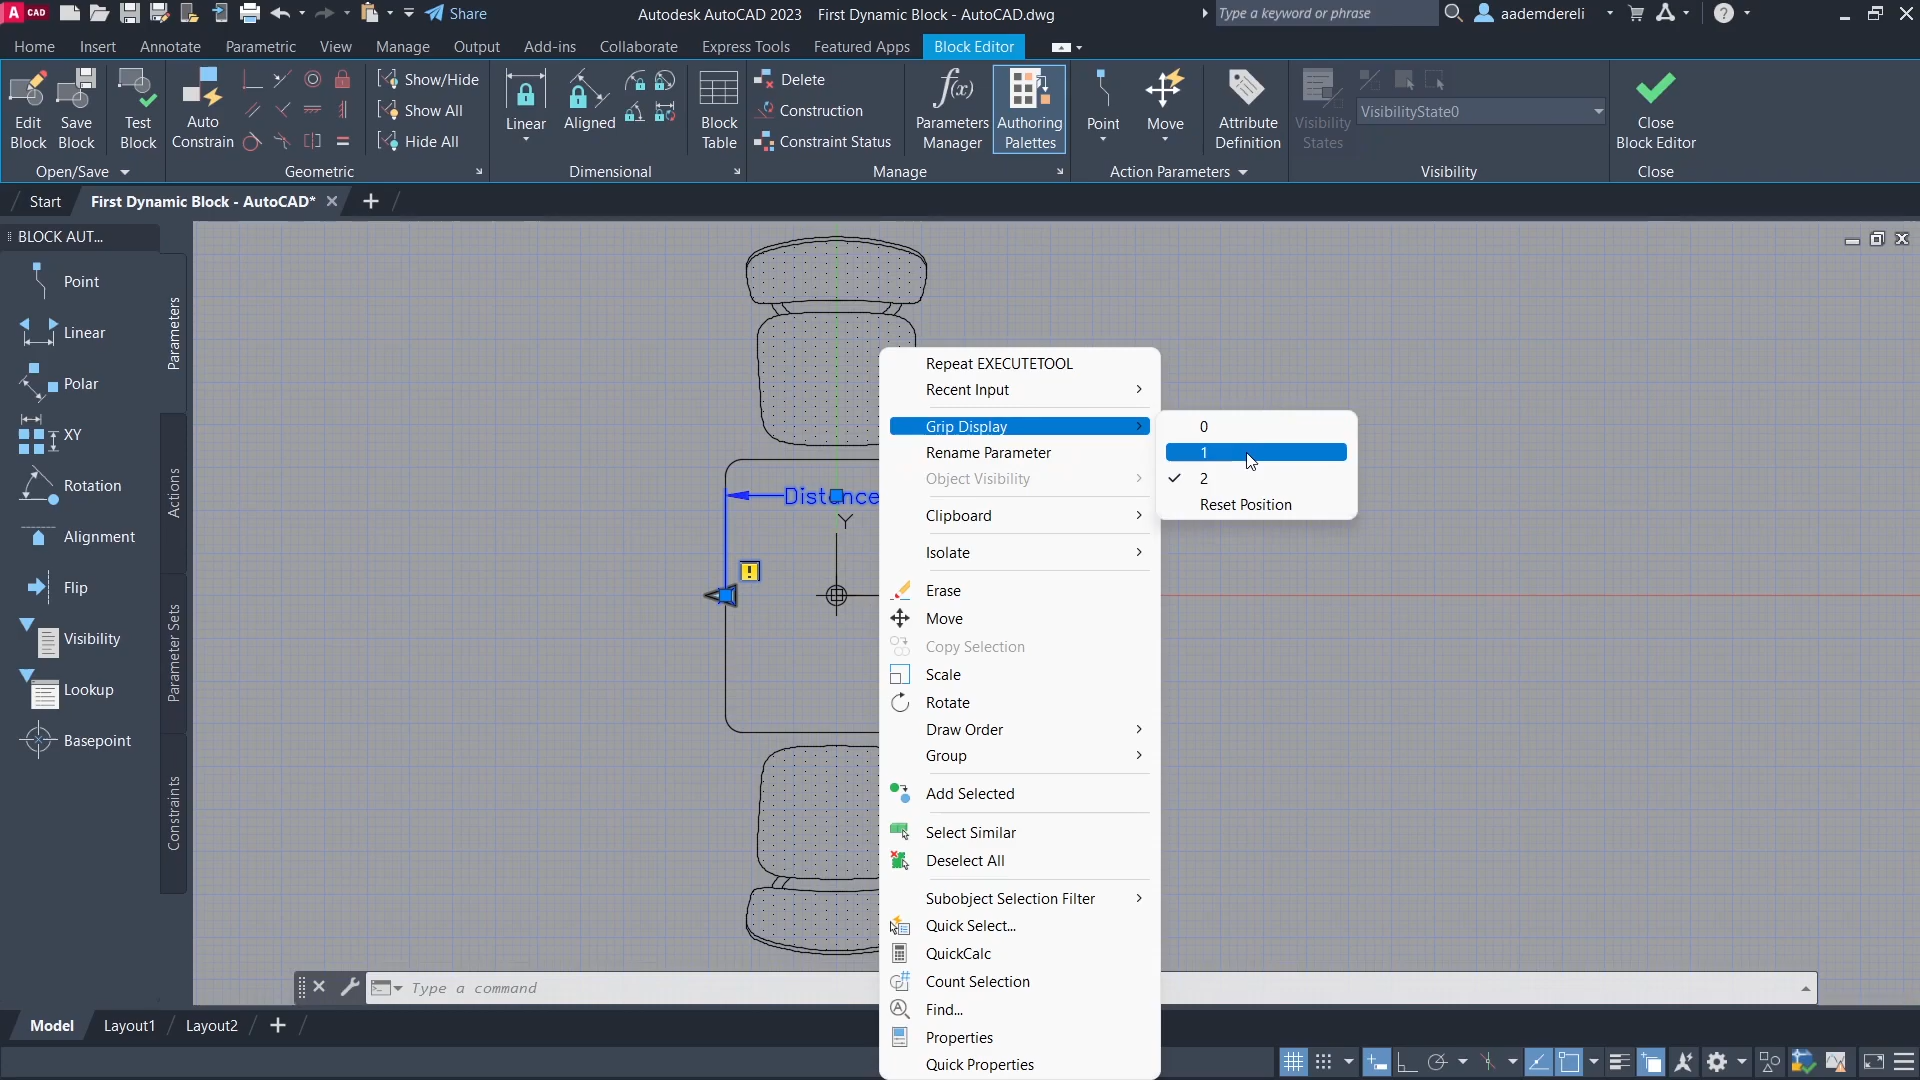 A CAD
Share
Autodesk AutoCAD 2023 First Dynamic Block - AutoCAD.dwg
Type a keyword or phrase
aademdereli
?
Home Insert Annotate Parametric View Manage Output Add-ins Collaborate Express Tools Featured Apps Block Editor
Edit Block
Save Block
Test Block
Open/Save
Auto Constrain
Show/Hide
Show All
Hide All
Geometric
Linear
Aligned
Dimensional
Block Table
Delete
Construction
Constraint Status
Manage
f(x)
Parameters Manager
Authoring Palettes
Point
Move
Attribute Definition
Action Parameters
Visibility States
VisibilityState0
Visibility
Close Block Editor
Close
Start
First Dynamic Block - AutoCAD*
BLOCK AUT...
Point
Linear
Polar
XY
Rotation
Alignment
Flip
Visibility
Lookup
Basepoint
Parameters
Actions
Parameter Sets
Constraints
Distance
Y
!
Repeat EXECUTETOOL
Recent Input
Grip Display
Rename Parameter
Object Visibility
Clipboard
Isolate
Erase
Move
Copy Selection
Scale
Rotate
Draw Order
Group
Add Selected
Select Similar
Deselect All
Subobject Selection Filter
Quick Select...
QuickCalc
Count Selection
Find...
Properties
Quick Properties
0
1
2
Reset Position
Type a command
Model
Layout1
Layout2